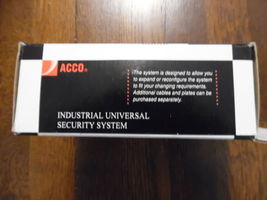 ACCO®
The system is designed to allow you
to expand or reconfigure the system
to fit your changing requirements.
Additional cables and plates can be
purchased separately.
INDUSTRIAL UNIVERSAL
SECURITY SYSTEM